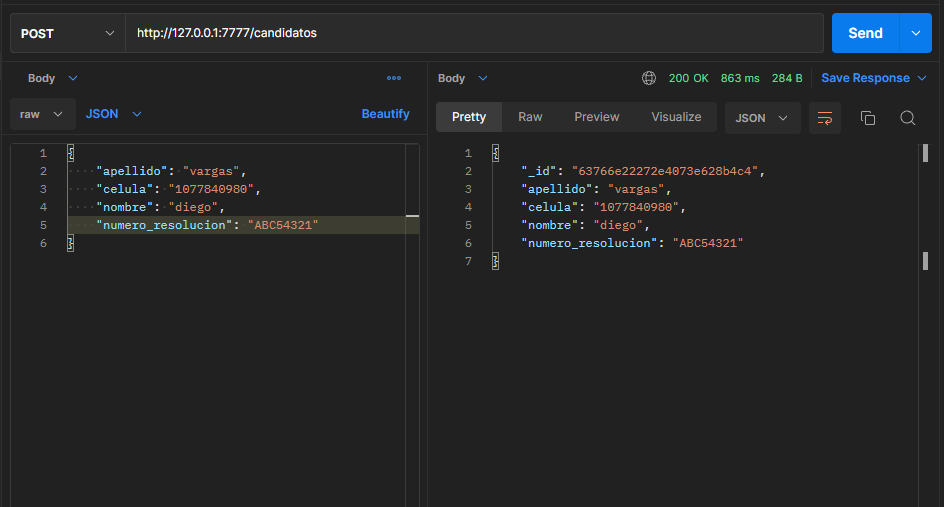 POST http://127.0.0.1:7777/candidatos Send
Body
raw JSON Beautify
1 {
2 "apellido": "vargas",
3 "celula": "1077840980",
4 "nombre": "diego",
5 "numero_resolucion": "ABC54321"
6 }
Body 200 OK 863 ms 284 B Save Response
Pretty Raw Preview Visualize JSON
1 {
2 "_id": "63766e22272e4073e628b4c4",
3 "apellido": "vargas",
4 "celula": "1077840980",
5 "nombre": "diego",
6 "numero_resolucion": "ABC54321"
7 }